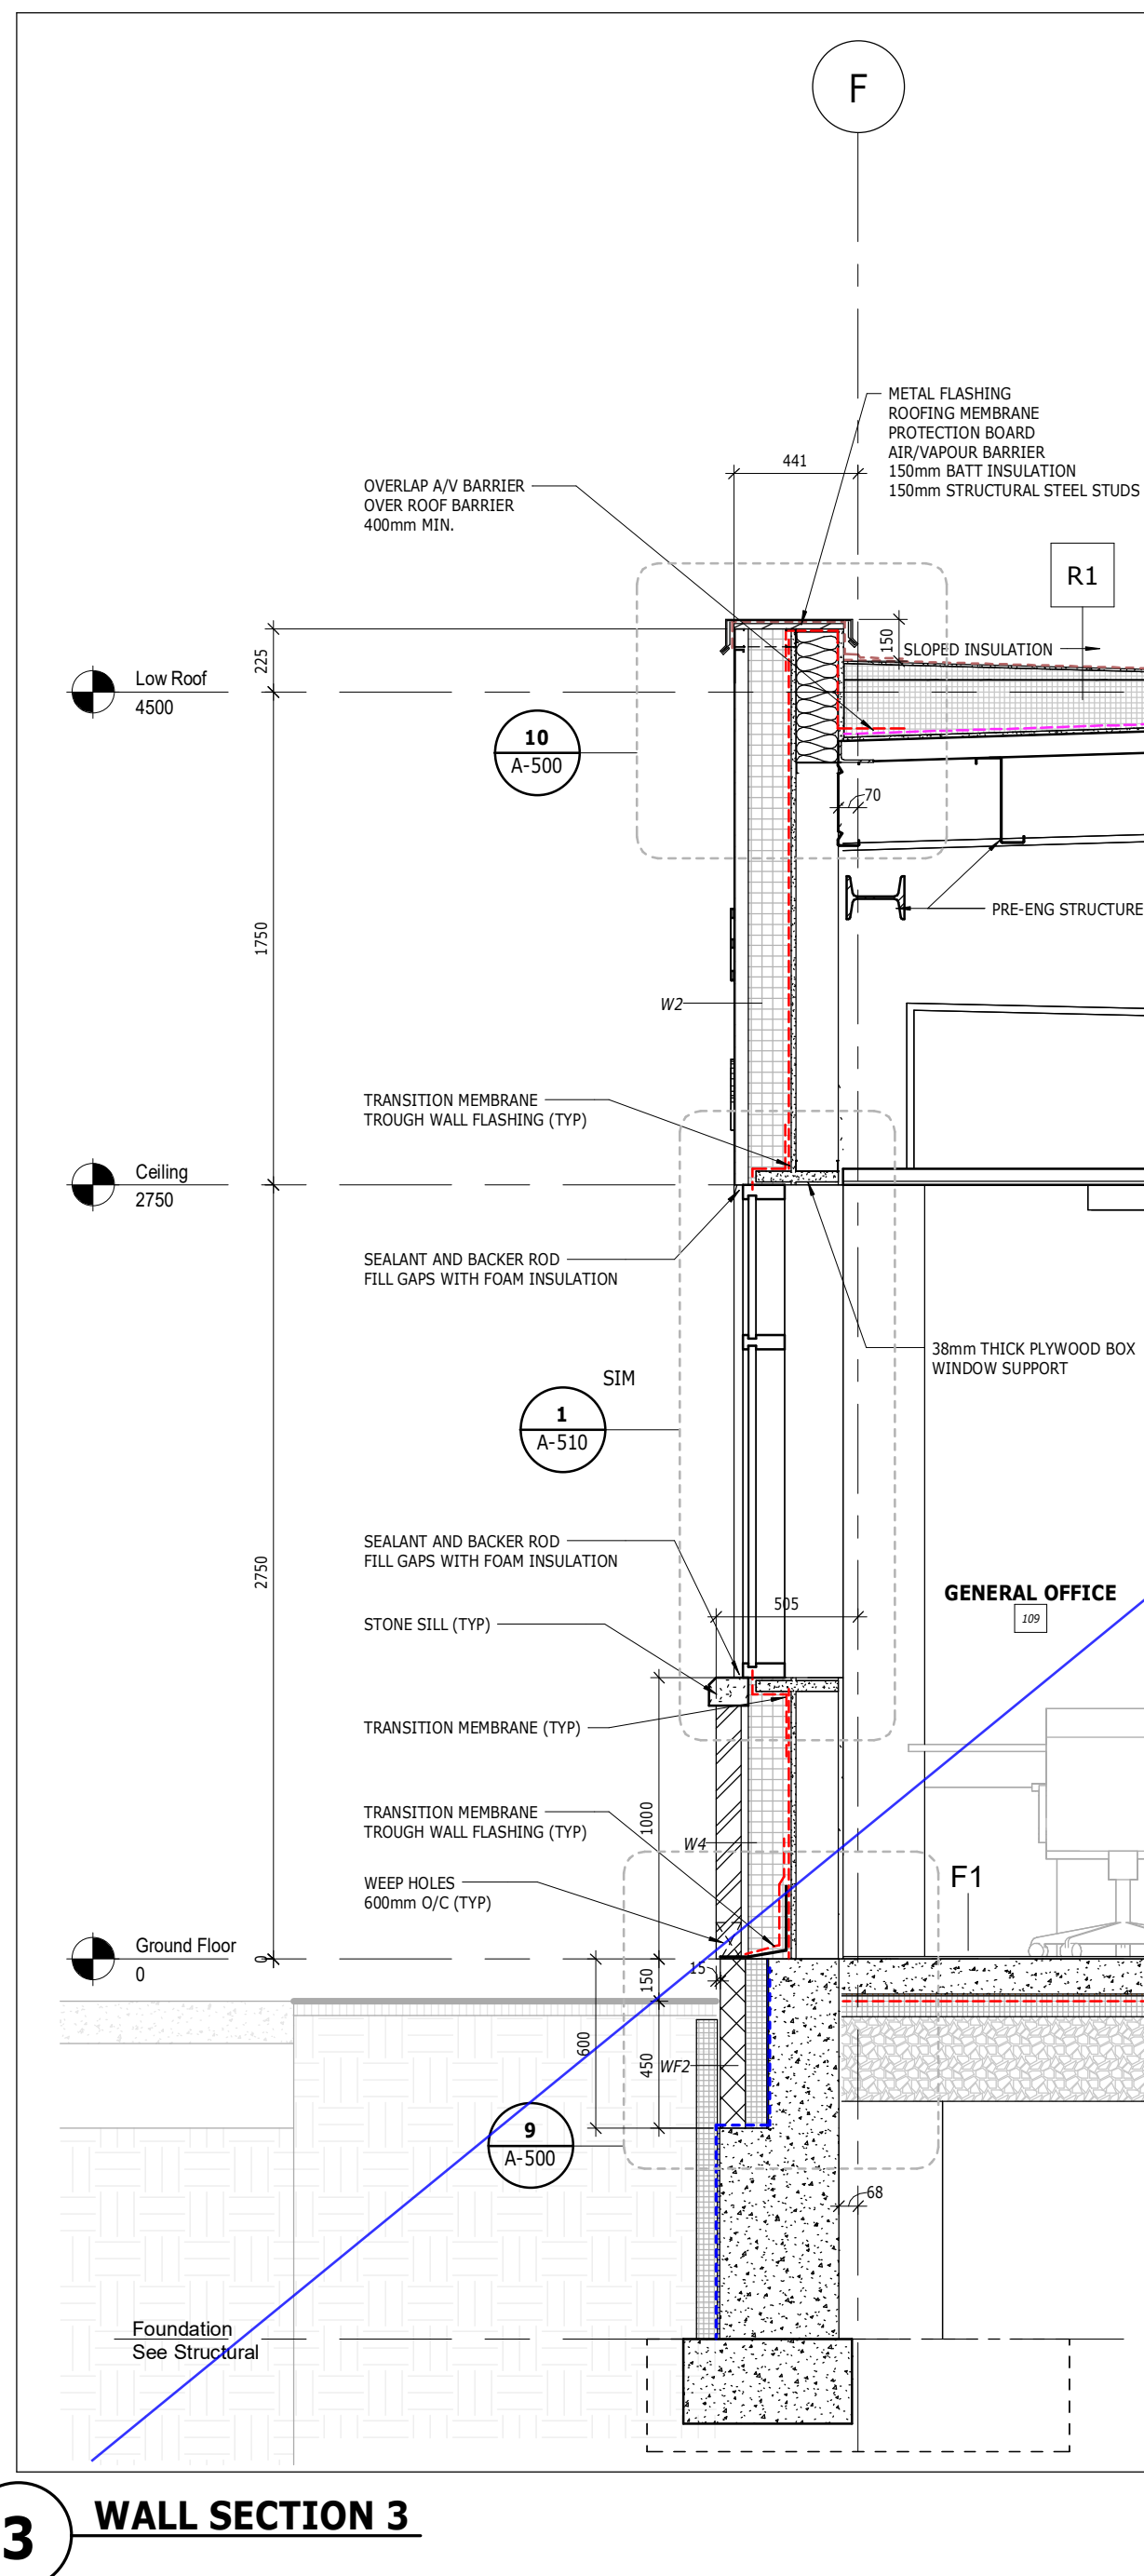 F
METAL FLASHING
ROOFING MEMBRANE
PROTECTION BOARD
AIR/VAPOUR BARRIER
150mm BATT INSULATION
150mm STRUCTURAL STEEL STUDS
441
OVERLAP A/V BARRIER
OVER ROOF BARRIER
400mm MIN.
R1
150
SLOPED INSULATION
225
Low Roof
4500
10
A-500
70
PRE-ENG STRUCTURE
1750
W2
TRANSITION MEMBRANE
TROUGH WALL FLASHING (TYP)
Ceiling
2750
SEALANT AND BACKER ROD
FILL GAPS WITH FOAM INSULATION
38mm THICK PLYWOOD BOX
WINDOW SUPPORT
SIM
1
A-510
SEALANT AND BACKER ROD
FILL GAPS WITH FOAM INSULATION
2750
505
GENERAL OFFICE
109
STONE SILL (TYP)
TRANSITION MEMBRANE (TYP)
1000
TRANSITION MEMBRANE
TROUGH WALL FLASHING (TYP)
W4
WEEP HOLES
600mm O/C (TYP)
F1
Ground Floor
0
0
15
150
600
450
WF2
9
A-500
68
Foundation
See Structural
3
WALL SECTION 3